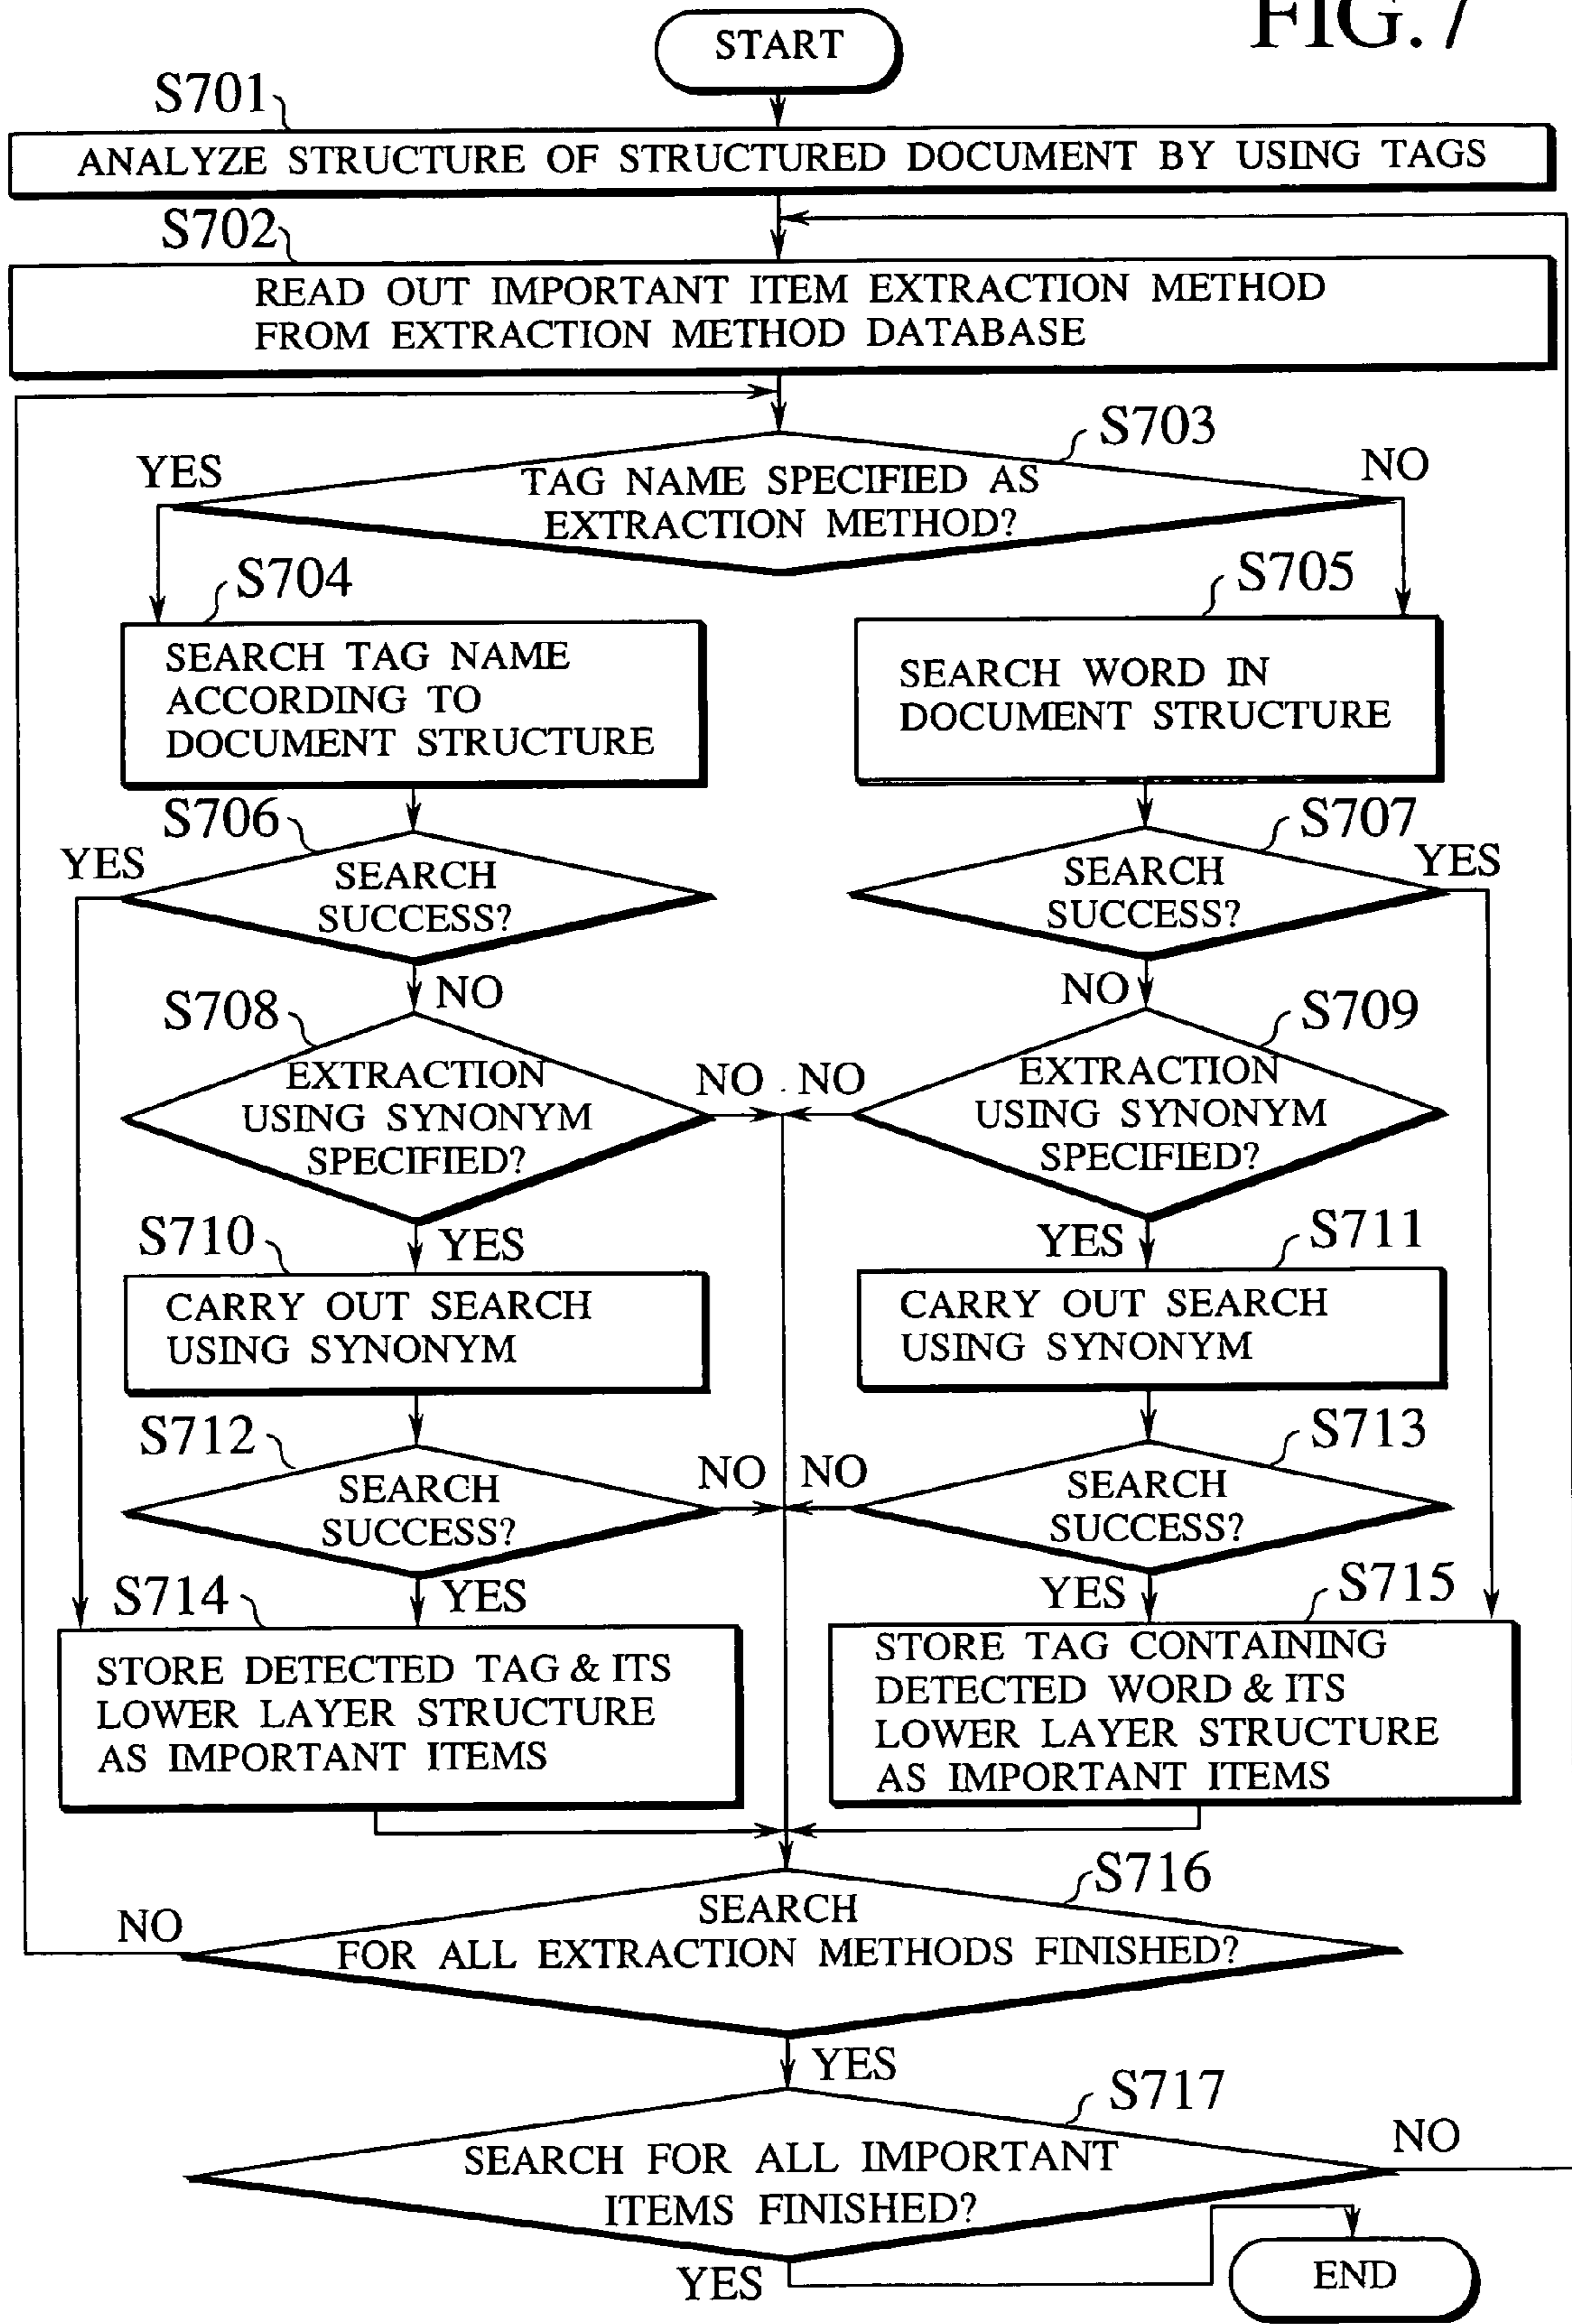 FIG.7
START
S701
ANALYZE STRUCTURE OF STRUCTURED DOCUMENT BY USING TAGS
S702
READ OUT IMPORTANT ITEM EXTRACTION METHOD
FROM EXTRACTION METHOD DATABASE
S703
YES
NO
TAG NAME SPECIFIED AS
EXTRACTION METHOD?
S704
S705
SEARCH TAG NAME
ACCORDING TO
DOCUMENT STRUCTURE
SEARCH WORD IN
DOCUMENT STRUCTURE
S706
S707
YES
SEARCH
SUCCESS?
SEARCH
SUCCESS?
YES
NO
NO
S708
S709
EXTRACTION
USING SYNONYM
SPECIFIED?
NO
NO
EXTRACTION
USING SYNONYM
SPECIFIED?
S710
YES
YES
S711
CARRY OUT SEARCH
USING SYNONYM
CARRY OUT SEARCH
USING SYNONYM
S712
S713
SEARCH
SUCCESS?
NO
NO
SEARCH
SUCCESS?
S714
YES
YES
S715
STORE DETECTED TAG & ITS
LOWER LAYER STRUCTURE
AS IMPORTANT ITEMS
STORE TAG CONTAINING
DETECTED WORD & ITS
LOWER LAYER STRUCTURE
AS IMPORTANT ITEMS
S716
NO
SEARCH
FOR ALL EXTRACTION METHODS FINISHED?
YES
S717
SEARCH FOR ALL IMPORTANT
ITEMS FINISHED?
NO
YES
END